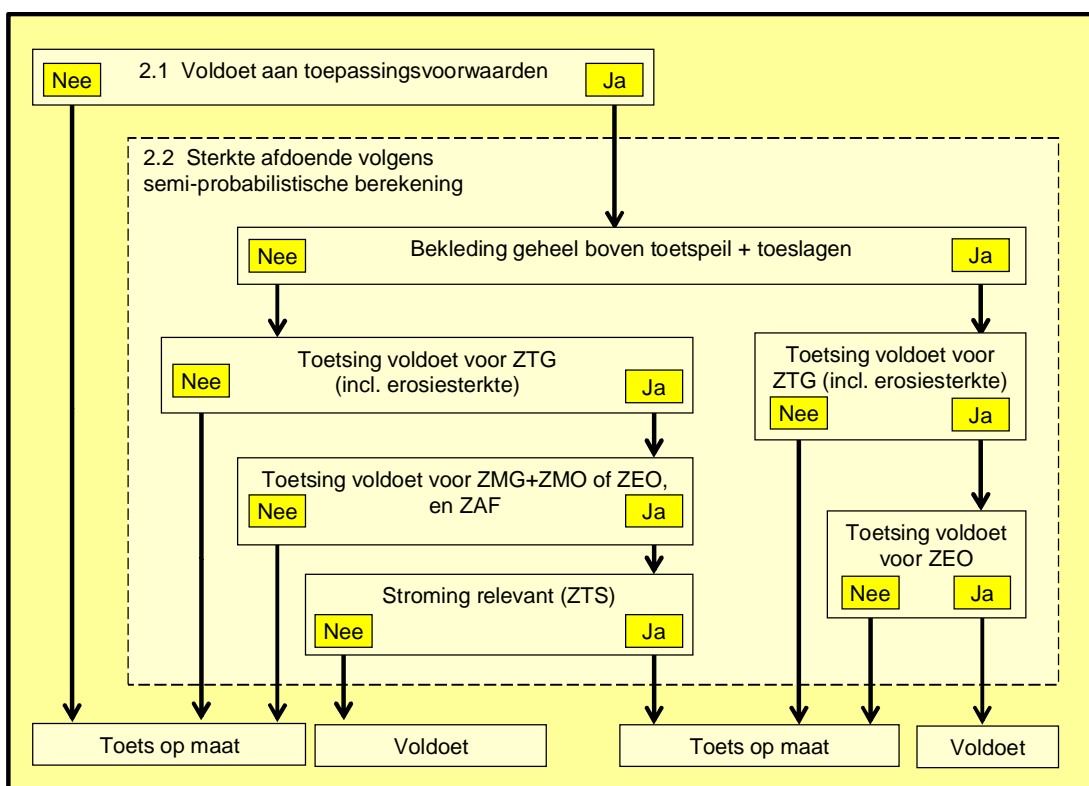 2.1 Voldoet aan toepassingsvoorwaarden
Nee
Ja
2.2 Sterkte afdoende volgens
semi-probabilistische berekening
Bekleding geheel boven toetspeil + toeslagen
Nee
Ja
Toetsing voldoet voor ZTG
(incl. erosiesterkte)
Nee
Ja
Toetsing voldoet voor
ZTG (incl. erosiesterkte)
Nee
Ja
Toetsing voldoet voor ZMG+ZMO of ZEO,
en ZAF
Nee
Ja
Toetsing voldoet
voor ZEO
Nee
Ja
Stroming relevant (ZTS)
Nee
Ja
Toets op maat
Voldoet
Toets op maat
Voldoet